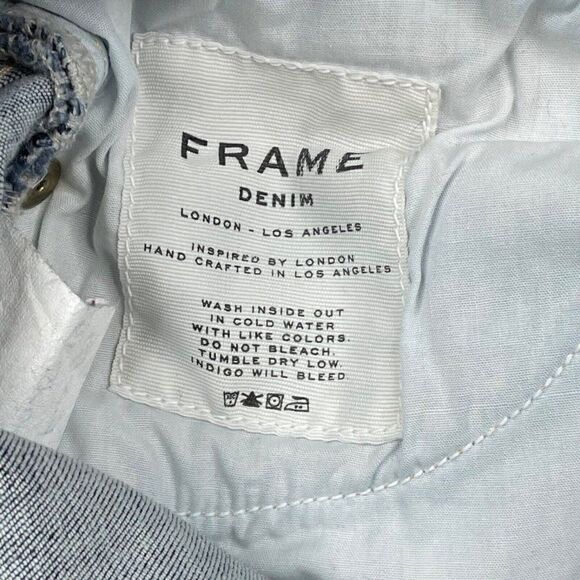 FRAME
DENIM
LONDON - LOS ANGELES
INSPIRED BY LONDON
HAND CRAFTED IN LOS ANGELES
WASH INSIDE OUT
IN COLD WATER
WITH LIKE COLORS.
DO NOT BLEACH.
TUMBLE DRY LOW.
INDIGO WILL BLEED.